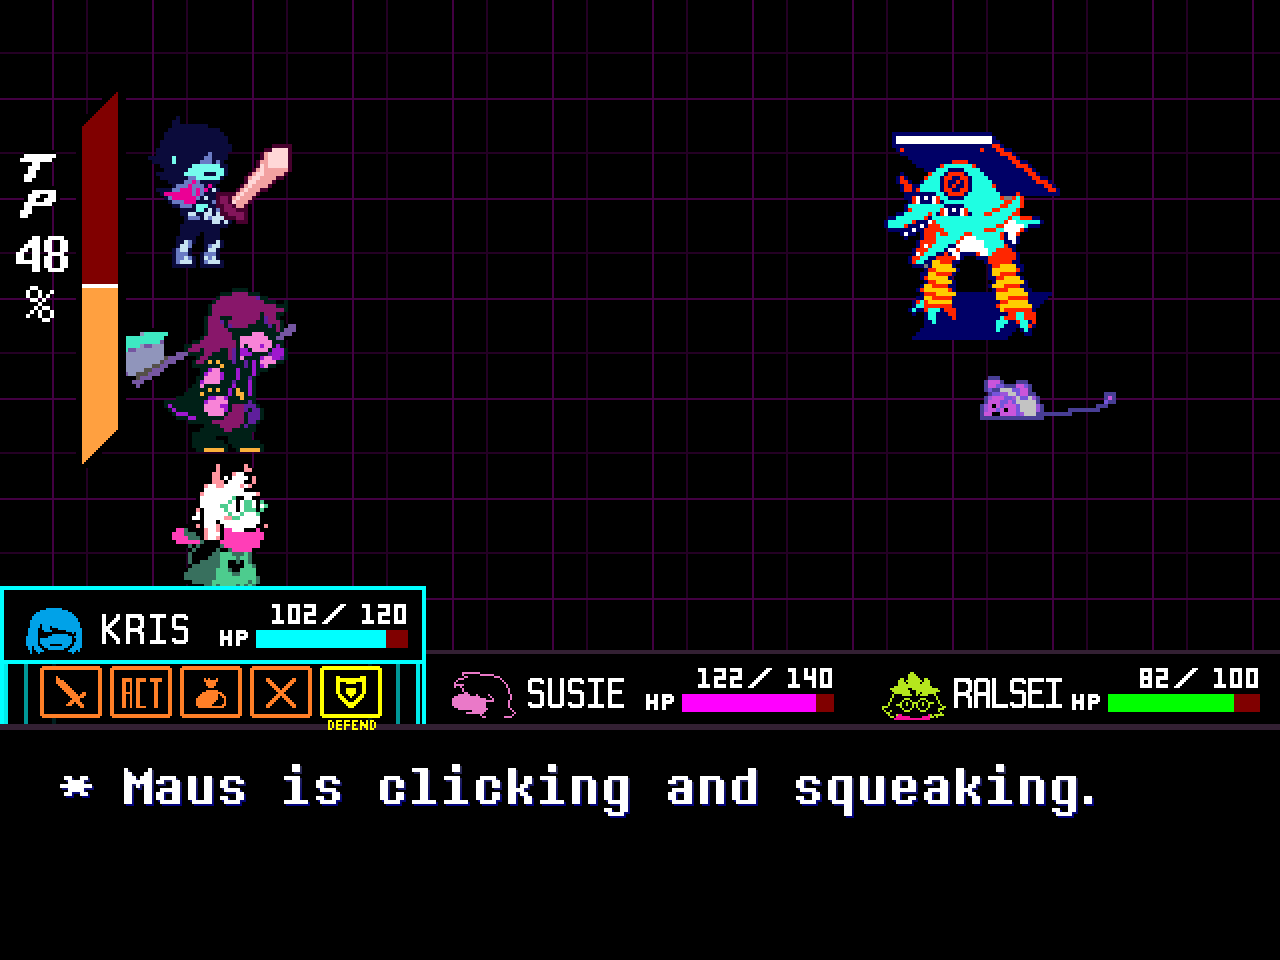 TP
48
%
KRIS HP 102/ 120
ACT
DEFEND
SUSIE HP 122/ 140
RALSEI HP 82/ 100
* Maus is clicking and squeaking.